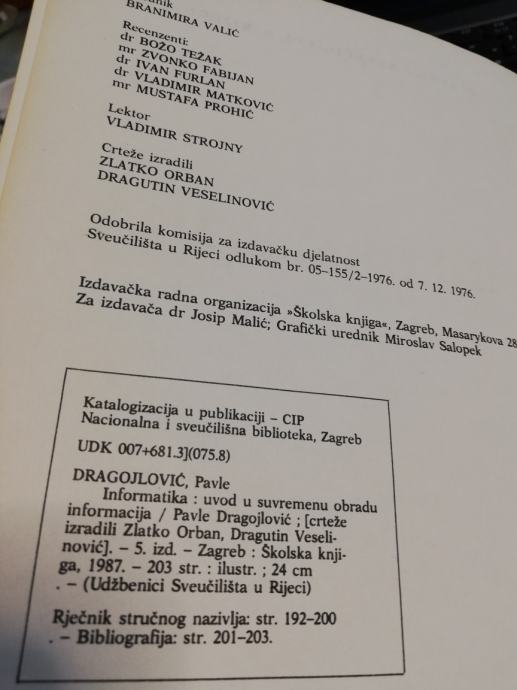 BRANIMIRA VALIĆ
Recenzenti:
dr BOŽO TEŽAK
mr ZVONKO FABIJAN
dr IVAN FURLAN
dr VLADIMIR MATKOVIĆ
mr MUSTAFA PROHIĆ
Lektor
VLADIMIR STROJNY
Crteže izradili
ZLATKO ORBAN
DRAGUTIN VESELINOVIĆ
Odobrila komisija za izdavačku djelatnost
Sveučilišta u Rijeci odlukom br. 05–155/2–1976. od 7. 12. 1976.
Izdavačka radna organizacija »Školska knjiga«, Zagreb, Masarykova 28
Za izdavača dr Josip Malić; Grafički urednik Miroslav Salopek
Katalogizacija u publikaciji – CIP
Nacionalna i sveučilišna biblioteka, Zagreb
UDK 007+681.3](075.8)
DRAGOJLOVIĆ, Pavle
Informatika : uvod u suvremenu obradu
informacija / Pavle Dragojlović ; [crteže
izradili Zlatko Orban, Dragutin Veseli-
nović]. – 5. izd. – Zagreb : Školska knji-
ga, 1987. – 203 str. : ilustr. ; 24 cm
. – (Udžbenici Sveučilišta u Rijeci)
Rječnik stručnog nazivlja: str. 192–200
. – Bibliografija: str. 201–203.